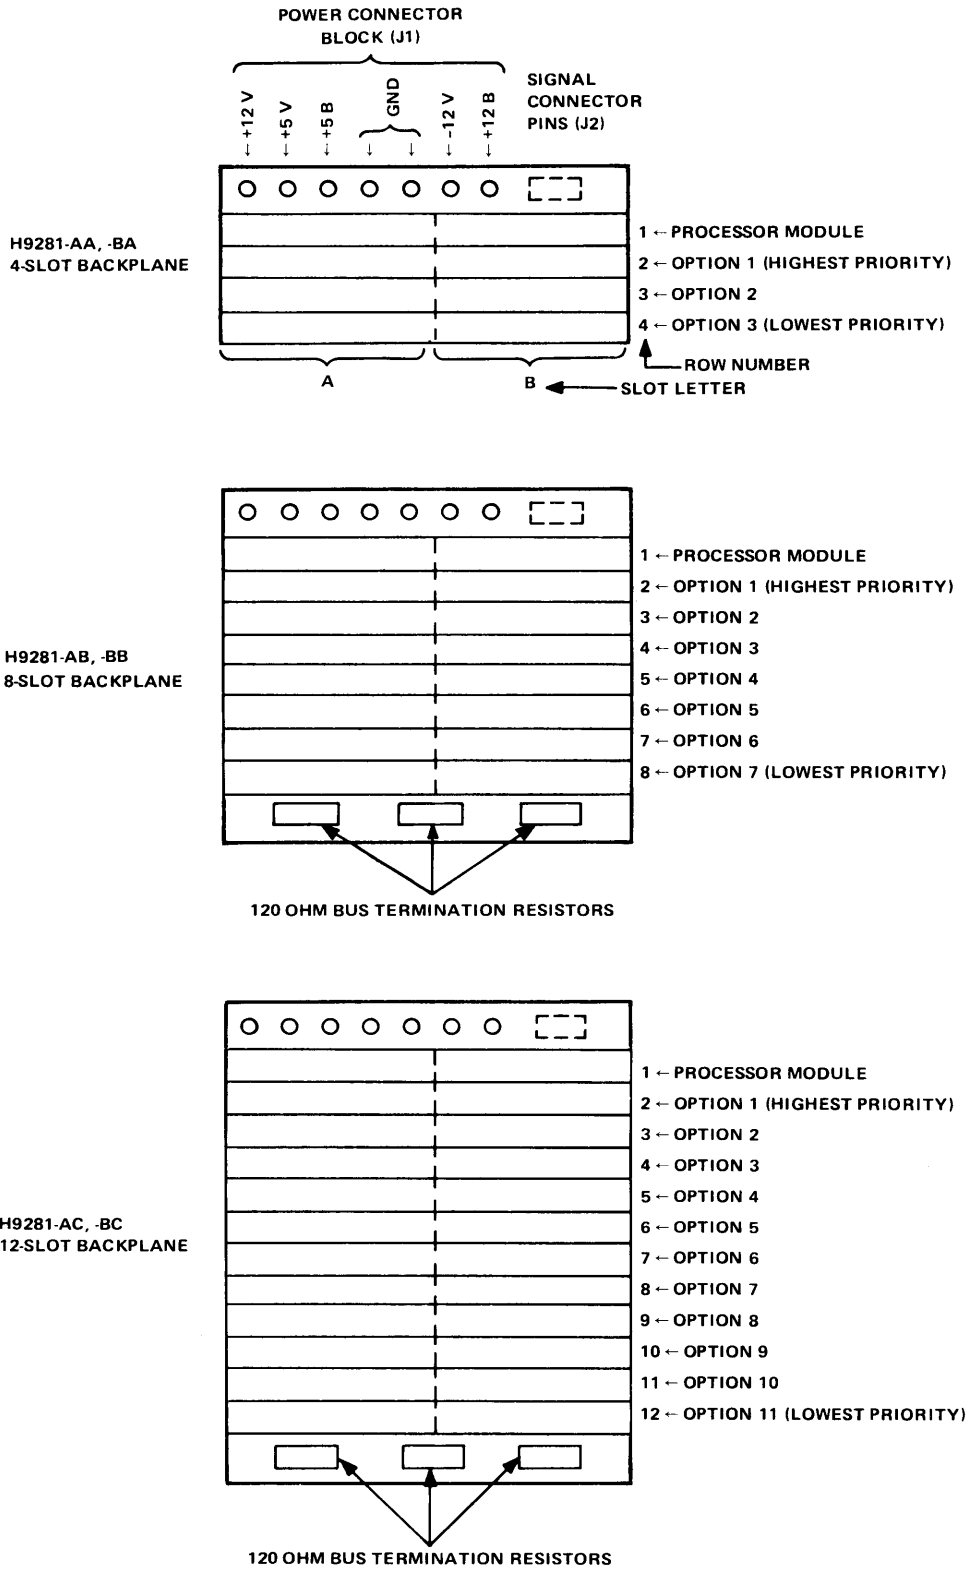 POWER CONNECTOR
BLOCK (J1)
←+12 V
←+5 V
←+5 B
GND
←-12 V
←+12 B
SIGNAL
CONNECTOR
PINS (J2)
H9281-AA, -BA
4-SLOT BACKPLANE
1 ← PROCESSOR MODULE
2 ← OPTION 1 (HIGHEST PRIORITY)
3 ← OPTION 2
4 ← OPTION 3 (LOWEST PRIORITY)
ROW NUMBER
A
B
SLOT LETTER
H9281-AB, -BB
8-SLOT BACKPLANE
1 ← PROCESSOR MODULE
2 ← OPTION 1 (HIGHEST PRIORITY)
3 ← OPTION 2
4 ← OPTION 3
5 ← OPTION 4
6 ← OPTION 5
7 ← OPTION 6
8 ← OPTION 7 (LOWEST PRIORITY)
120 OHM BUS TERMINATION RESISTORS
H9281-AC, -BC
12-SLOT BACKPLANE
1 ← PROCESSOR MODULE
2 ← OPTION 1 (HIGHEST PRIORITY)
3 ← OPTION 2
4 ← OPTION 3
5 ← OPTION 4
6 ← OPTION 5
7 ← OPTION 6
8 ← OPTION 7
9 ← OPTION 8
10 ← OPTION 9
11 ← OPTION 10
12 ← OPTION 11 (LOWEST PRIORITY)
120 OHM BUS TERMINATION RESISTORS